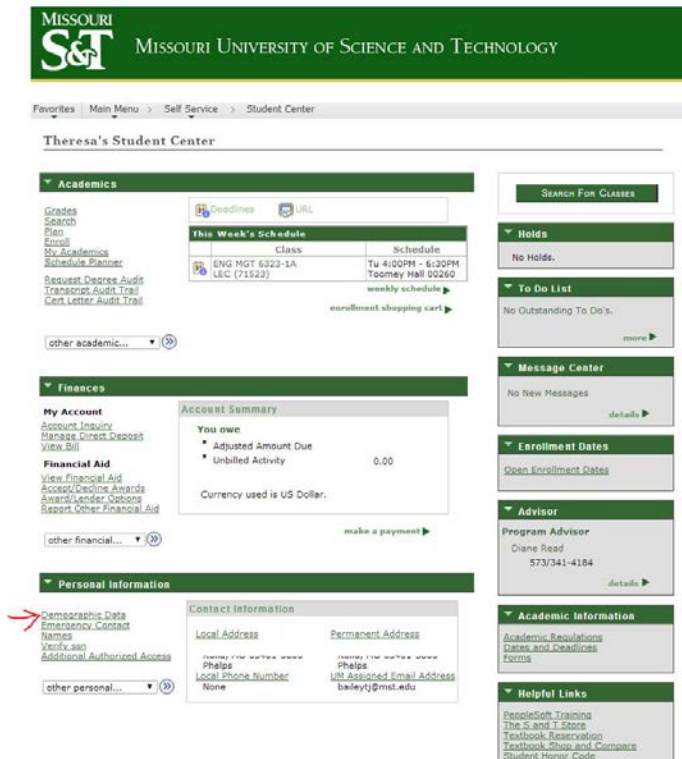 MISSOURI
S&T
MISSOURI UNIVERSITY OF SCIENCE AND TECHNOLOGY
Favorites Main Menu > Self Service > Student Center
Theresa's Student Center
Academics
Grades
Search
Plan
Enroll
My Academics
Schedule Planner
Request Degree Audit
Transcript Audit Trail
Cert Letter Audit Trail
other academic...
Deadlines URL
This Week's Schedule
Class Schedule
ENG MGT 6323-1A Tu 4:00PM - 6:30PM
LEC (71523) Toomey Hall 00260
weekly schedule
enrollment shopping cart
Finances
My Account
Account Inquiry
Manage Direct Deposit
View Bill
Financial Aid
View Financial Aid
Accept/Decline Awards
Award/Lender Options
Report Other Financial Aid
other financial...
Account Summary
You owe
Adjusted Amount Due
Unbilled Activity 0.00
Currency used is US Dollar.
make a payment
Personal Information
Demographic Data
Emergency Contact
Names
Verify ssn
Additional Authorized Access
other personal...
Contact Information
Local Address Permanent Address
Phelps Phelps
Local Phone Number UM Assigned Email Address
None baileytj@mst.edu
SEARCH FOR CLASSES
Holds
No Holds.
To Do List
No Outstanding To Do's.
more
Message Center
No New Messages
details
Enrollment Dates
Open Enrollment Dates
Advisor
Program Advisor
Diane Read
573/341-4184
details
Academic Information
Academic Regulations
Dates and Deadlines
Forms
Helpful Links
PeopleSoft Training
The S and T Store
Textbook Reservation
Textbook Shop and Compare
Student Honor Code